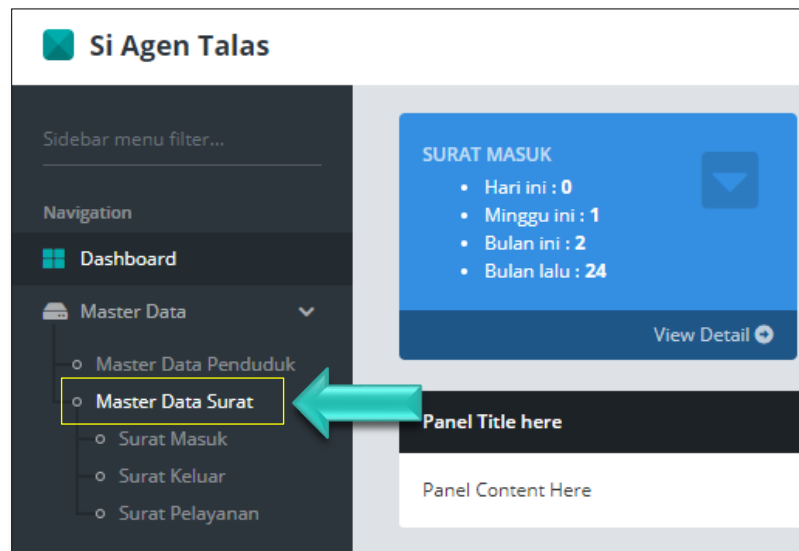 Si Agen Talas
Sidebar menu filter...
Navigation
Dashboard
Master Data
Master Data Penduduk
Master Data Surat
Surat Masuk
Surat Keluar
Surat Pelayanan
SURAT MASUK
Hari ini : 0
Minggu ini : 1
Bulan ini : 2
Bulan lalu : 24
View Detail
Panel Title here
Panel Content Here